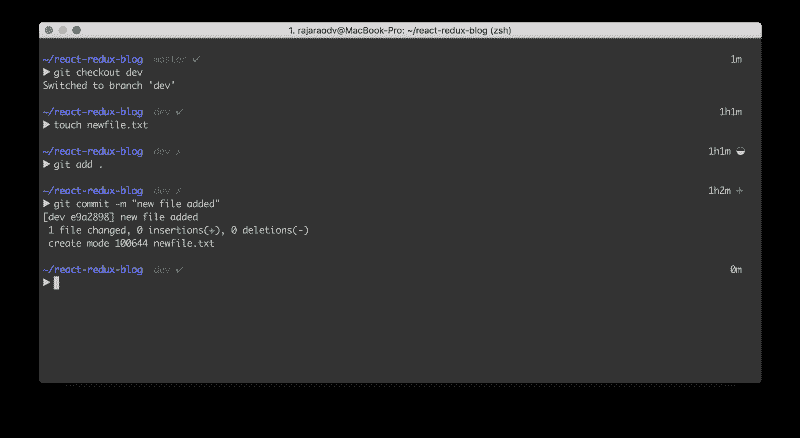 1. rajaraodv@MacBook-Pro: ~/react-redux-blog (zsh)
~/react-redux-blog master ✓ 1m
▶ git checkout dev
Switched to branch 'dev'
~/react-redux-blog dev ✓ 1h1m
▶ touch newfile.txt
~/react-redux-blog dev ✗ 1h1m ◒
▶ git add .
~/react-redux-blog dev ✗ 1h2m ✛
▶ git commit -m "new file added"
[dev e9a2898] new file added
1 file changed, 0 insertions(+), 0 deletions(-)
create mode 100644 newfile.txt
~/react-redux-blog dev ✓ 0m
▶